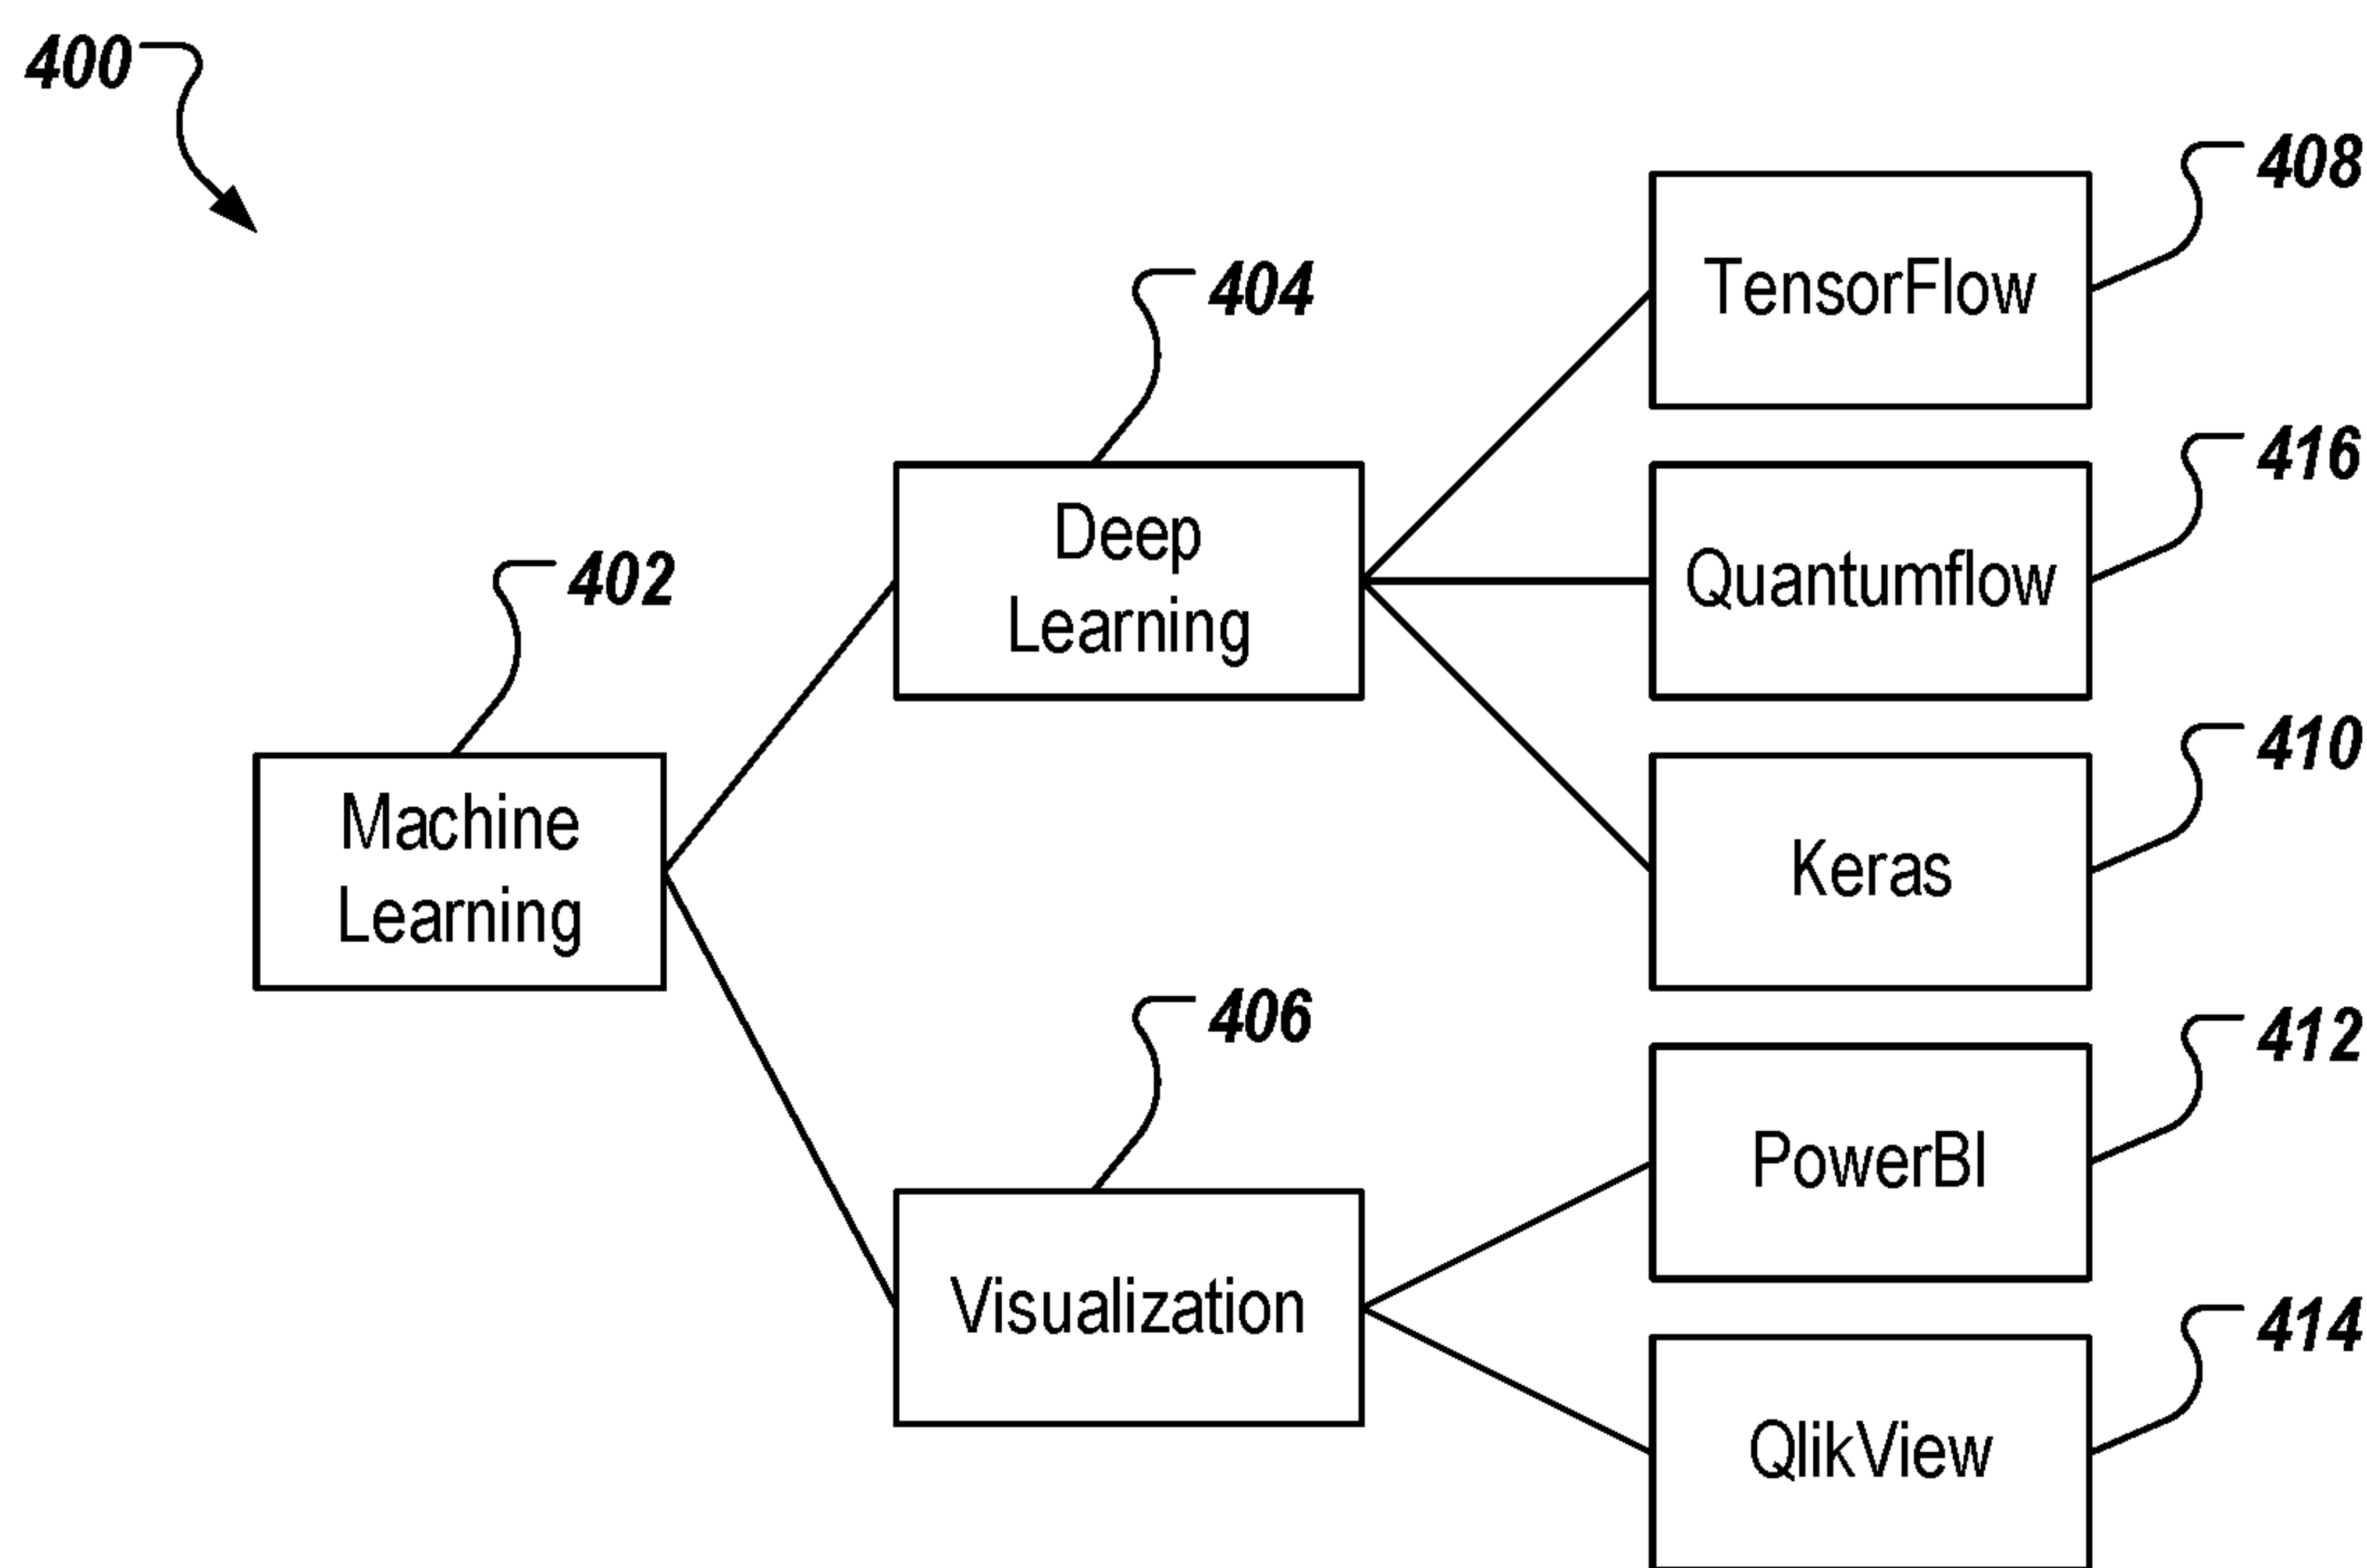 400
408
TensorFlow
404
416
Deep
Learning
Quantumflow
402
410
Machine
Learning
Keras
406
412
PowerBI
Visualization
414
QlikView